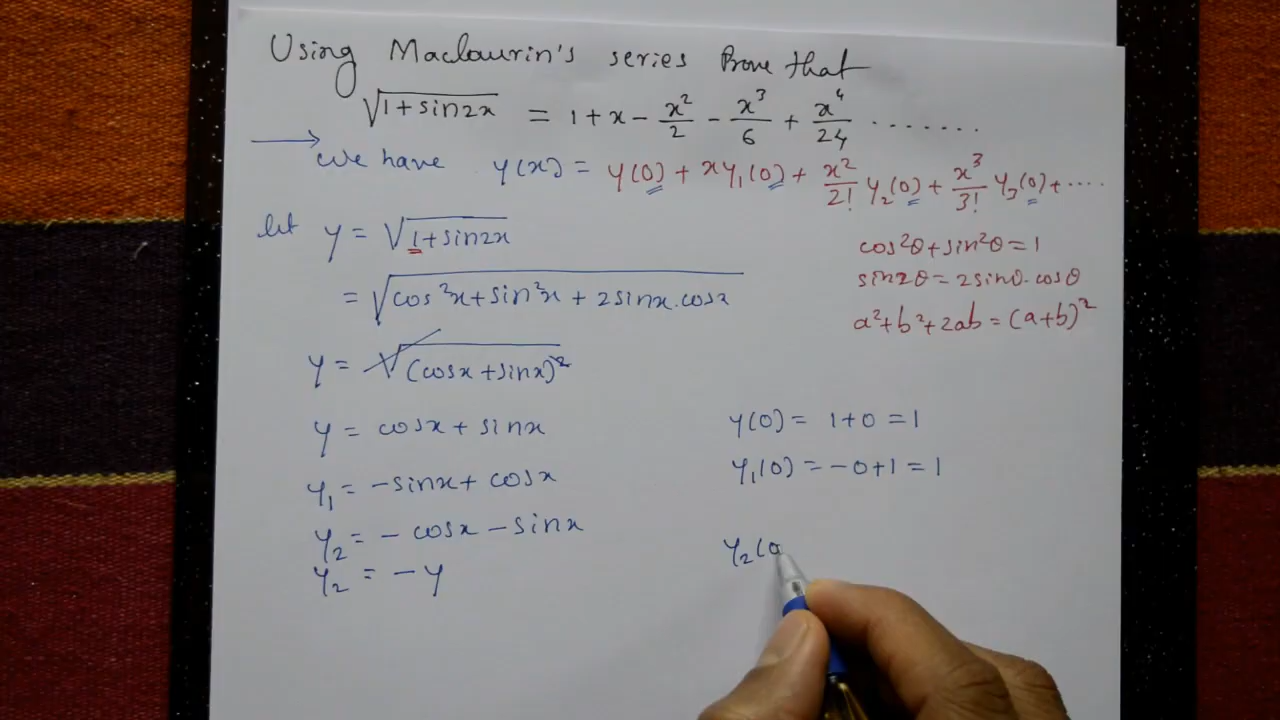 Using Maclaurin's series Prove that
√(1+sin2x) = 1+x-x²/2-x³/6+x⁴/24 ........
→ We have y(x) = y(0)+xy₁(0)+x²/2! y₂(0)+x³/3! y₃(0)+....
let y = √(1+sin2x)
= √(cos²x+sin²x+2sinx.cosx)
y = √(cosx+sinx)²
y = cosx+sinx
y₁ = -sinx+cosx
y₂ = -cosx-sinx
y₂ = -y
cos²θ+sin²θ=1
sin2θ=2sinθ.cosθ
a²+b²+2ab=(a+b)²
y(0) = 1+0=1
y₁(0) = -0+1=1
y₂(0